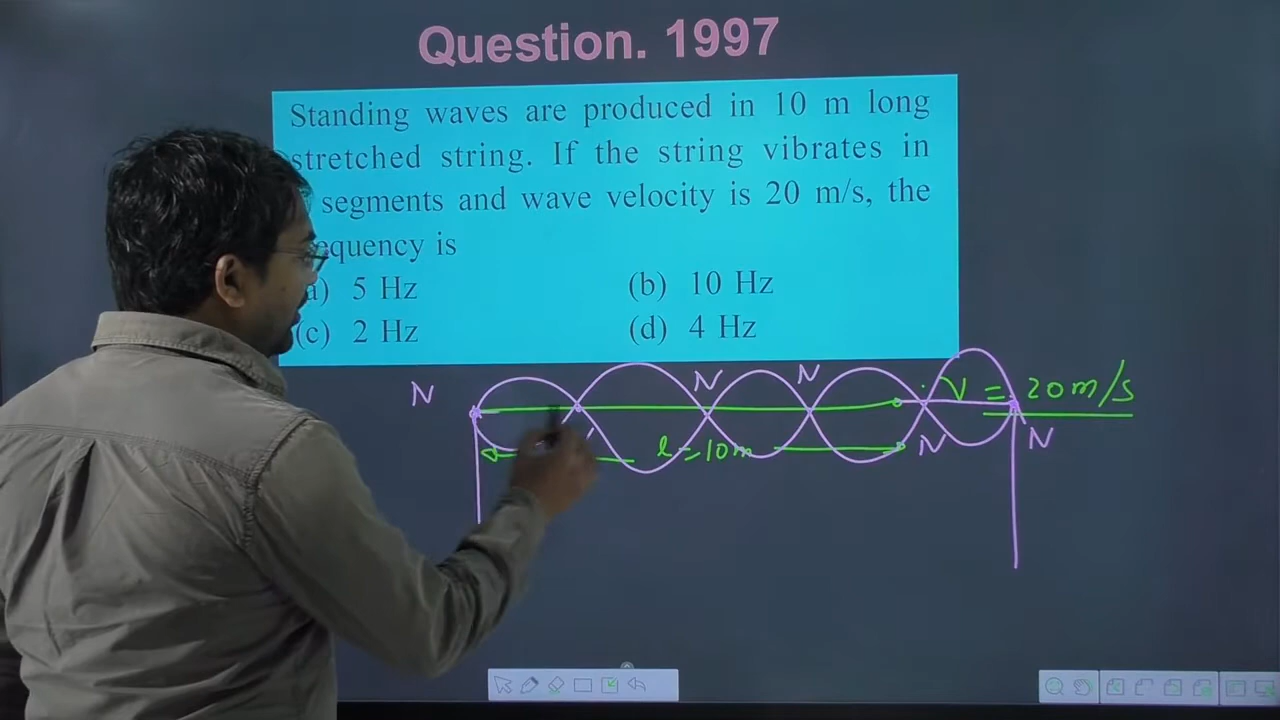 Question. 1997
Standing waves are produced in 10 m long
stretched string. If the string vibrates in
segments and wave velocity is 20 m/s, the
equency is
a) 5 Hz (b) 10 Hz
(c) 2 Hz (d) 4 Hz
N N N V = 20 m/s
l = 10m N N